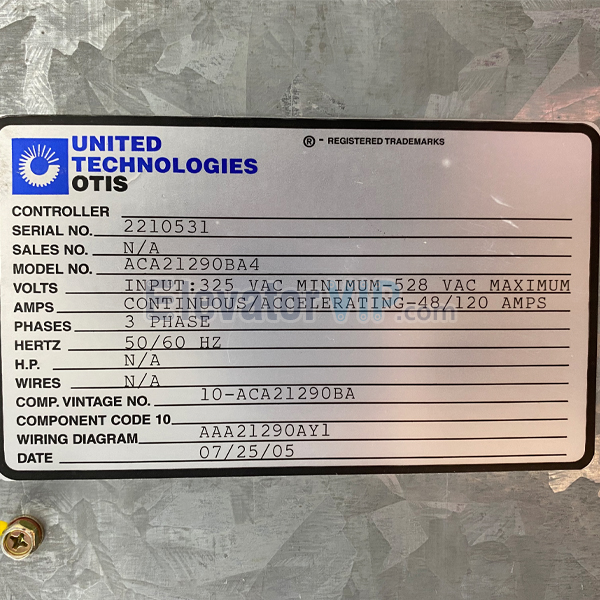 UNITED
TECHNOLOGIES
OTIS
® - REGISTERED TRADEMARKS
CONTROLLER
SERIAL NO. 2210531
SALES NO. N/A
MODEL NO. ACA21290BA4
VOLTS INPUT:325 VAC MINIMUM-528 VAC MAXIMUM
AMPS CONTINUOUS/ACCELERATING-48/120 AMPS
ElevatorVIP.com
PHASES 3 PHASE
HERTZ 50/60 HZ
H.P. N/A
WIRES N/A
COMP. VINTAGE NO. 10-ACA21290BA
COMPONENT CODE 10
WIRING DIAGRAM AAA21290AY1
DATE 07/25/05